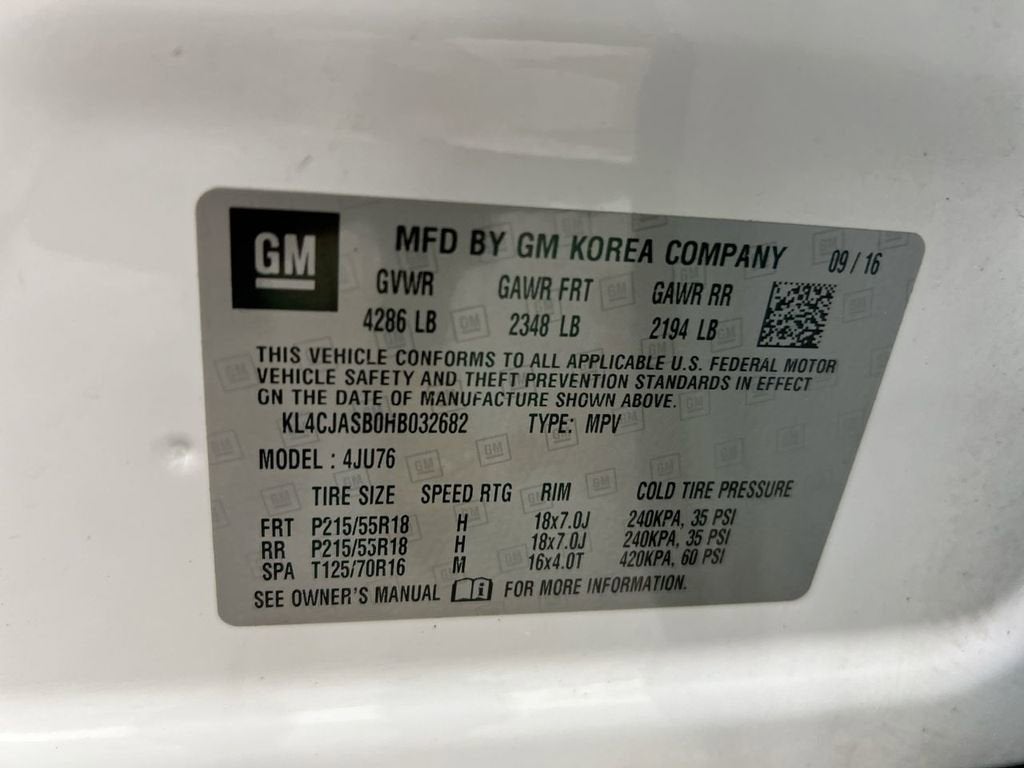 GM
MFD BY GM KOREA COMPANY 09 / 16
GVWR GAWR FRT GAWR RR
4286 LB 2348 LB 2194 LB
THIS VEHICLE CONFORMS TO ALL APPLICABLE U.S. FEDERAL MOTOR
VEHICLE SAFETY AND THEFT PREVENTION STANDARDS IN EFFECT
ON THE DATE OF MANUFACTURE SHOWN ABOVE.
KL4CJASB0HB032682 TYPE: MPV
MODEL : 4JU76
TIRE SIZE SPEED RTG RIM COLD TIRE PRESSURE
FRT P215/55R18 H 18x7.0J 240KPA, 35 PSI
RR P215/55R18 H 18x7.0J 240KPA, 35 PSI
SPA T125/70R16 M 16x4.0T 420KPA, 60 PSI
SEE OWNER'S MANUAL i FOR MORE INFORMATION.